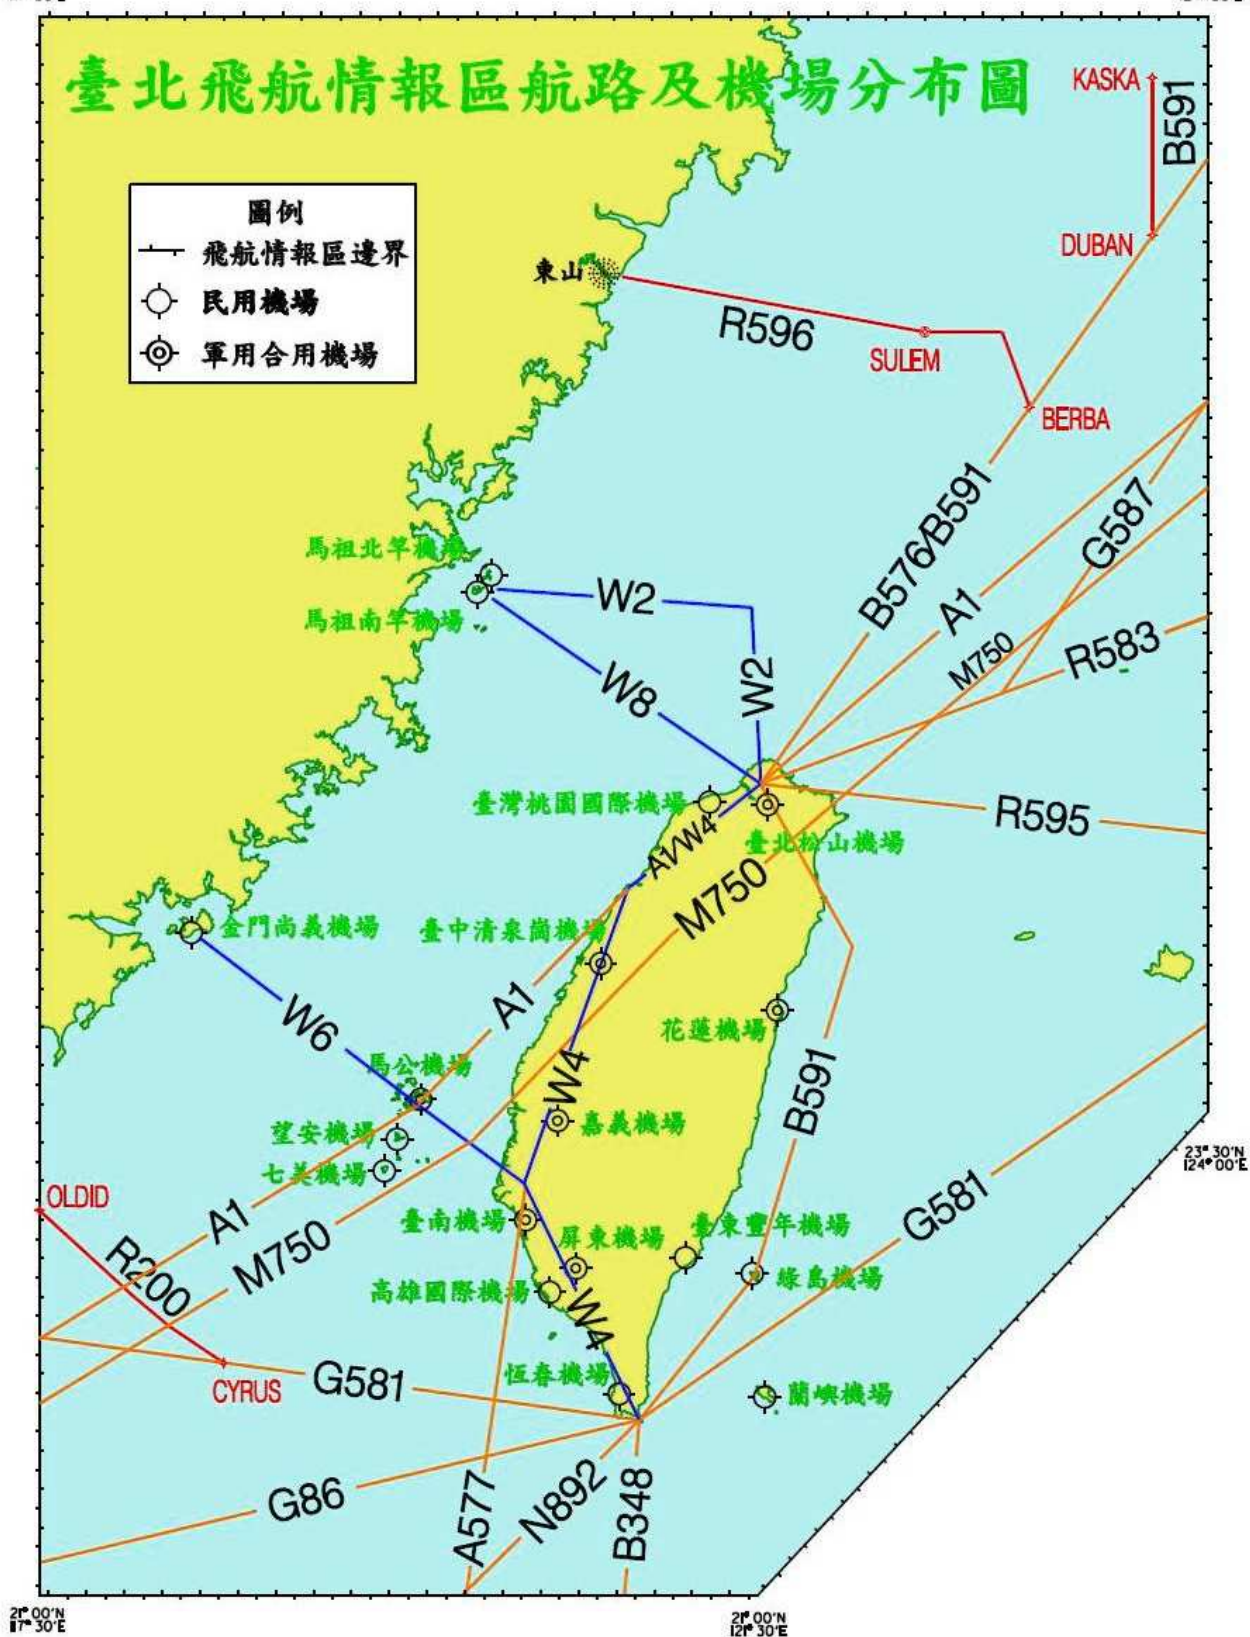 臺北飛航情報區航路及機場分布圖
KASKA
B591
圖例
飛航情報區邊界
民用機場
軍用合用機場
DUBAN
東山
R596
SULEM
BERBA
B576/B591
G587
A1
馬祖北竿機場
W2
馬祖南竿機場
M750
R583
W8
W2
臺灣桃園國際機場
R595
A1/W4
臺北松山機場
M750
金門尚義機場
臺中清泉崗機場
A1
W6
花蓮機場
馬公機場
W4
B591
望安機場
嘉義機場
七美機場
23° 30'N
124° 00'E
OLDID
A1
臺南機場
屏東機場
臺東豐年機場
G581
M750
R200
高雄國際機場
綠島機場
W4
CYRUS
G581
恆春機場
蘭嶼機場
G86
A577
N892
B348
21° 00'N
117° 30'E
21° 00'N
121° 30'E